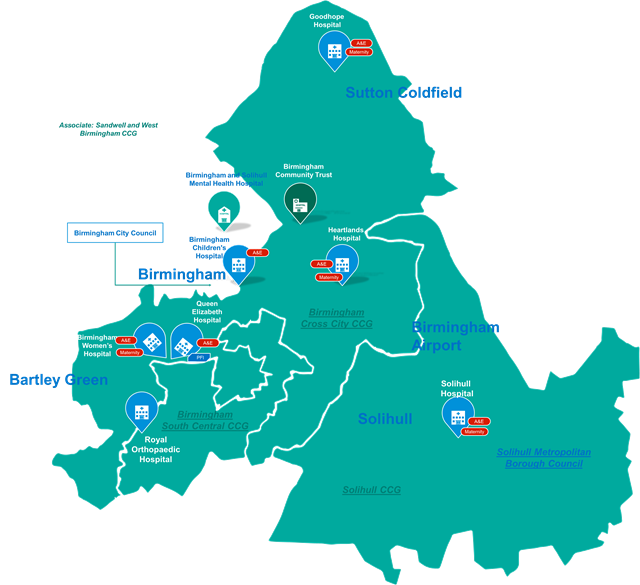 Goodhope
Hospital
A&E
Maternity
Sutton Coldfield
Associate: Sandwell and West
Birmingham CCG
Birmingham
Community Trust
Birmingham and Solihull
Mental Health Hospital
Birmingham City Council
Birmingham
Children's
Hospital
A&E
Heartlands
Hospital
A&E
Maternity
Birmingham
Queen
Elizabeth
Hospital
A&E
PFI
Birmingham
Cross City CCG
Birmingham
Airport
Birmingham
Women's
Hospital
A&E
Maternity
Bartley Green
Solihull
Hospital
A&E
Maternity
Birmingham
South Central CCG
Solihull
Royal
Orthopaedic
Hospital
Solihull Metropolitan
Borough Council
Solihull CCG